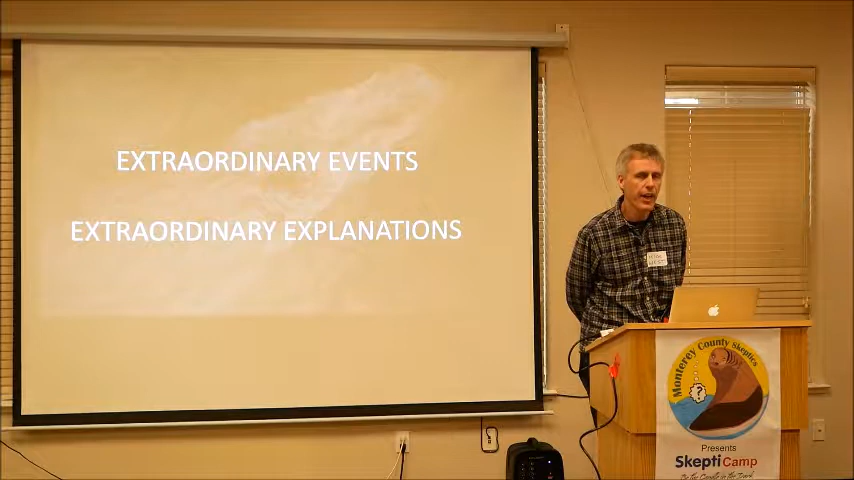 EXTRAORDINARY EVENTS
EXTRAORDINARY EXPLANATIONS
Monterey County Skeptics
?
Presents
SkeptiCamp